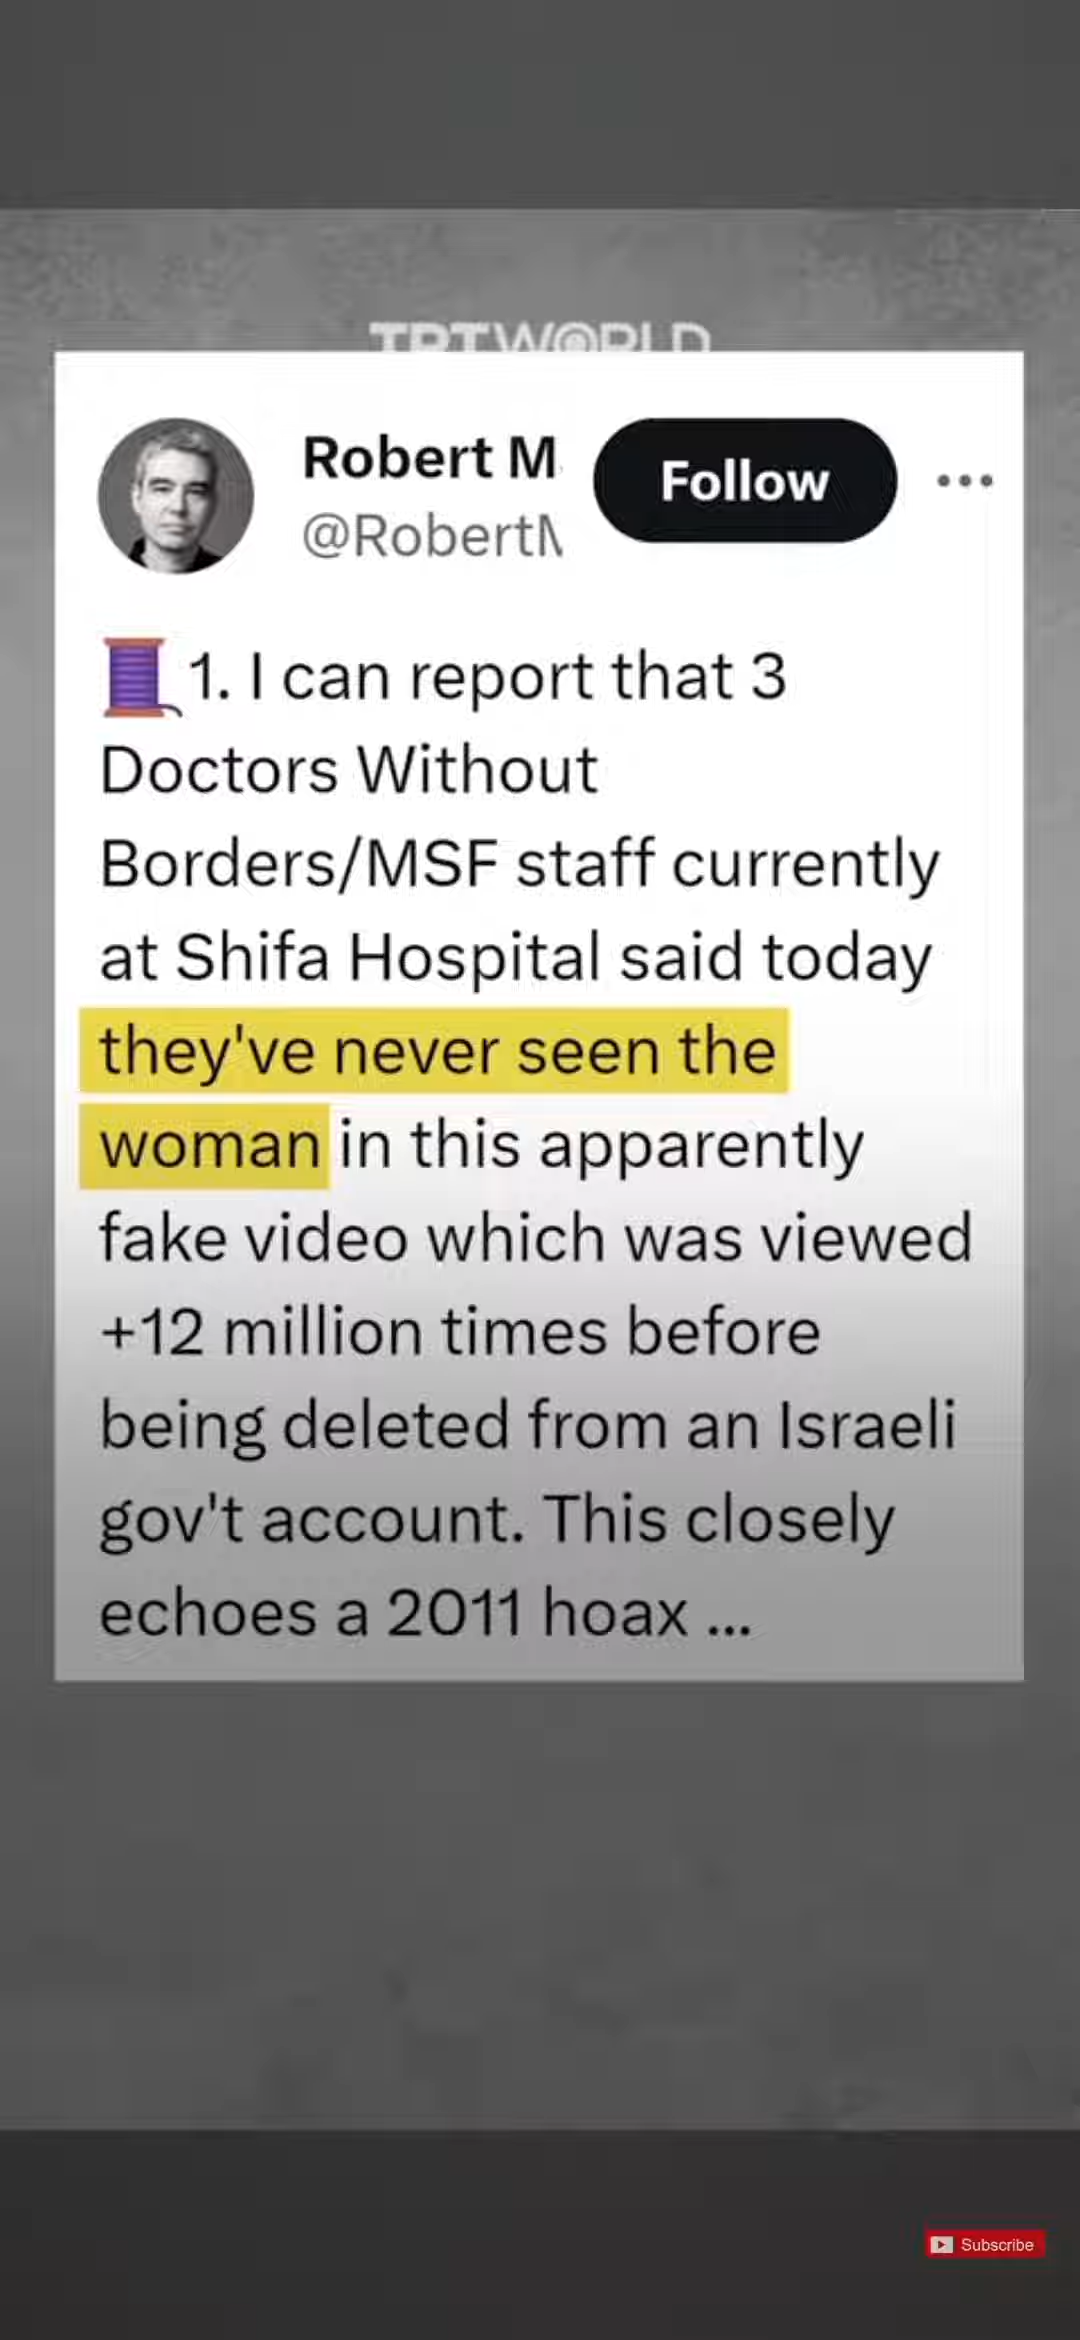 TRT WORLD
Robert M
@RobertM
Follow
🧵1. I can report that 3
Doctors Without
Borders/MSF staff currently
at Shifa Hospital said today
they've never seen the
woman in this apparently
fake video which was viewed
+12 million times before
being deleted from an Israeli
gov't account. This closely
echoes a 2011 hoax ...
Subscribe